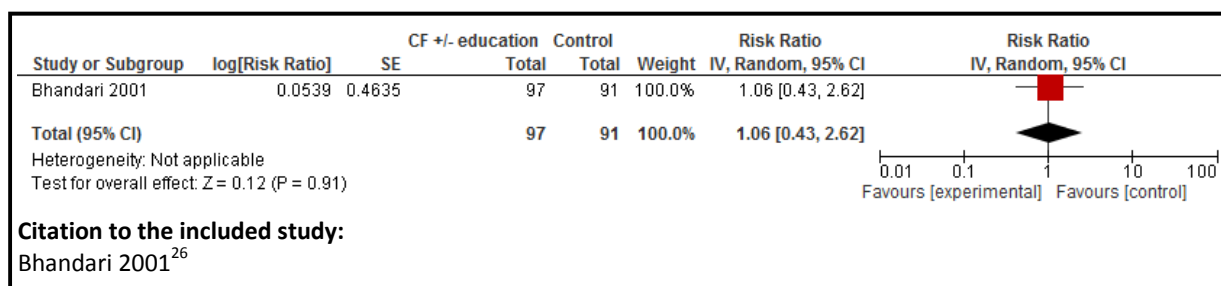 CF +/- education Control Risk Ratio Risk Ratio
Study or Subgroup log[Risk Ratio] SE Total Total Weight IV, Random, 95% CI IV, Random, 95% CI
Bhandari 2001 0.0539 0.4635 97 91 100.0% 1.06 [0.43, 2.62]
Total (95% CI) 97 91 100.0% 1.06 [0.43, 2.62]
Heterogeneity: Not applicable
Test for overall effect: Z = 0.12 (P = 0.91)
0.01 0.1 1 10 100
Favours [experimental] Favours [control]
Citation to the included study:
Bhandari 2001²⁶